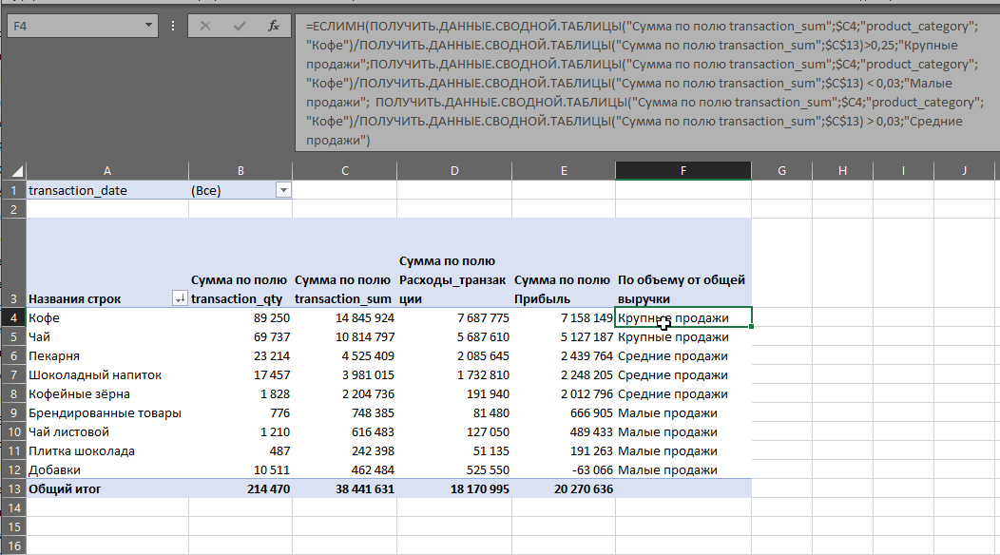 F4 fx =ЕСЛИМН(ПОЛУЧИТЬ.ДАННЫЕ.СВОДНОЙ.ТАБЛИЦЫ("Сумма по полю transaction_sum";$C4;"product_category";
"Кофе")/ПОЛУЧИТЬ.ДАННЫЕ.СВОДНОЙ.ТАБЛИЦЫ("Сумма по полю transaction_sum";$C$13)>0,25;"Крупные
продажи";ПОЛУЧИТЬ.ДАННЫЕ.СВОДНОЙ.ТАБЛИЦЫ("Сумма по полю transaction_sum";$C4;"product_category";
"Кофе")/ПОЛУЧИТЬ.ДАННЫЕ.СВОДНОЙ.ТАБЛИЦЫ("Сумма по полю transaction_sum";$C$13) < 0,03;"Малые
продажи"; ПОЛУЧИТЬ.ДАННЫЕ.СВОДНОЙ.ТАБЛИЦЫ("Сумма по полю transaction_sum";$C4;"product_category";
"Кофе")/ПОЛУЧИТЬ.ДАННЫЕ.СВОДНОЙ.ТАБЛИЦЫ("Сумма по полю transaction_sum";$C$13) > 0,03;"Средние
продажи")
A B C D E F G H I J
1 transaction_date (Все)
2
Сумма по полю
Сумма по полю Сумма по полю Расходы_транзак Сумма по полю По объему от общей
3 Названия строк transaction_qty transaction_sum ции Прибыль выручки
4 Кофе 89 250 14 845 924 7 687 775 7 158 149 Крупные продажи
5 Чай 69 737 10 814 797 5 687 610 5 127 187 Крупные продажи
6 Пекарня 23 214 4 525 409 2 085 645 2 439 764 Средние продажи
7 Шоколадный напиток 17 457 3 981 015 1 732 810 2 248 205 Средние продажи
8 Кофейные зёрна 1 828 2 204 736 191 940 2 012 796 Средние продажи
9 Брендированные товары 776 748 385 81 480 666 905 Малые продажи
10 Чай листовой 1 210 616 483 127 050 489 433 Малые продажи
11 Плитка шоколада 487 242 398 51 135 191 263 Малые продажи
12 Добавки 10 511 462 484 525 550 -63 066 Малые продажи
13 Общий итог 214 470 38 441 631 18 170 995 20 270 636
14
15
16